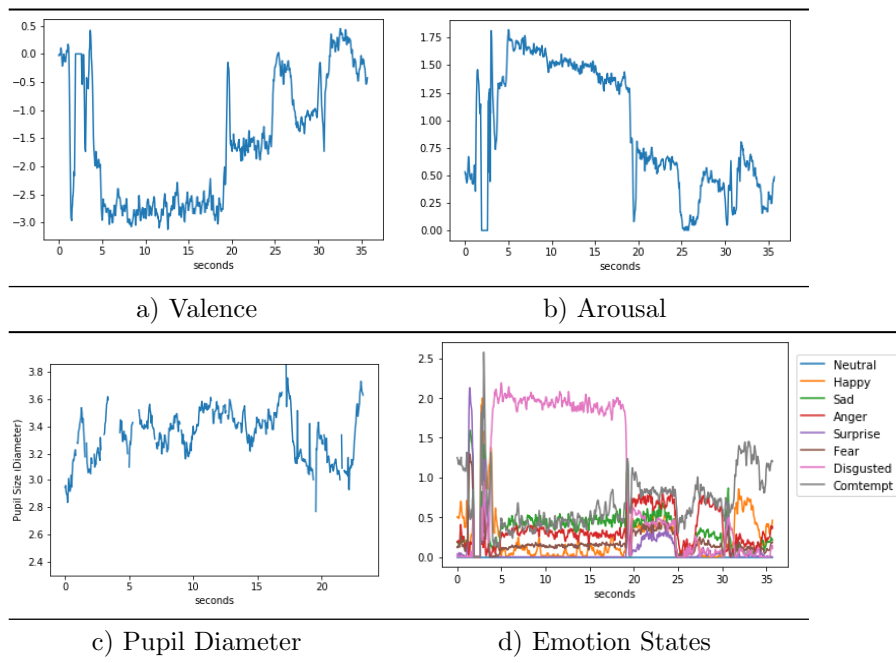 0.5
0.0
−0.5
−1.0
−1.5
−2.0
−2.5
−3.0
0 5 10 15 20 25 30 35
seconds
1.75
1.50
1.25
1.00
0.75
0.50
0.25
0.00
0 5 10 15 20 25 30 35
seconds
a) Valence
b) Arousal
Pupil Size (Diameter)
3.8
3.6
3.4
3.2
3.0
2.8
2.6
2.4
0 5 10 15 20
seconds
2.5
2.0
1.5
1.0
0.5
0.0
0 5 10 15 20 25 30 35
seconds
Neutral
Happy
Sad
Anger
Surprise
Fear
Disgusted
Comtempt
c) Pupil Diameter
d) Emotion States